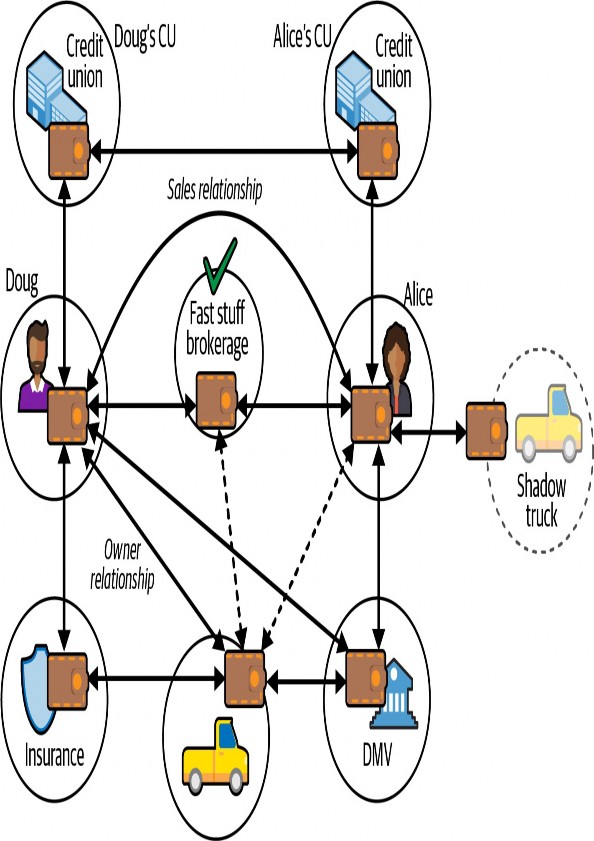 Doug's CU
Credit
union
Alice's CU
Credit
union
Sales relationship
Doug
Fast stuff
brokerage
Alice
Shadow
truck
Owner
relationship
Insurance
DMV